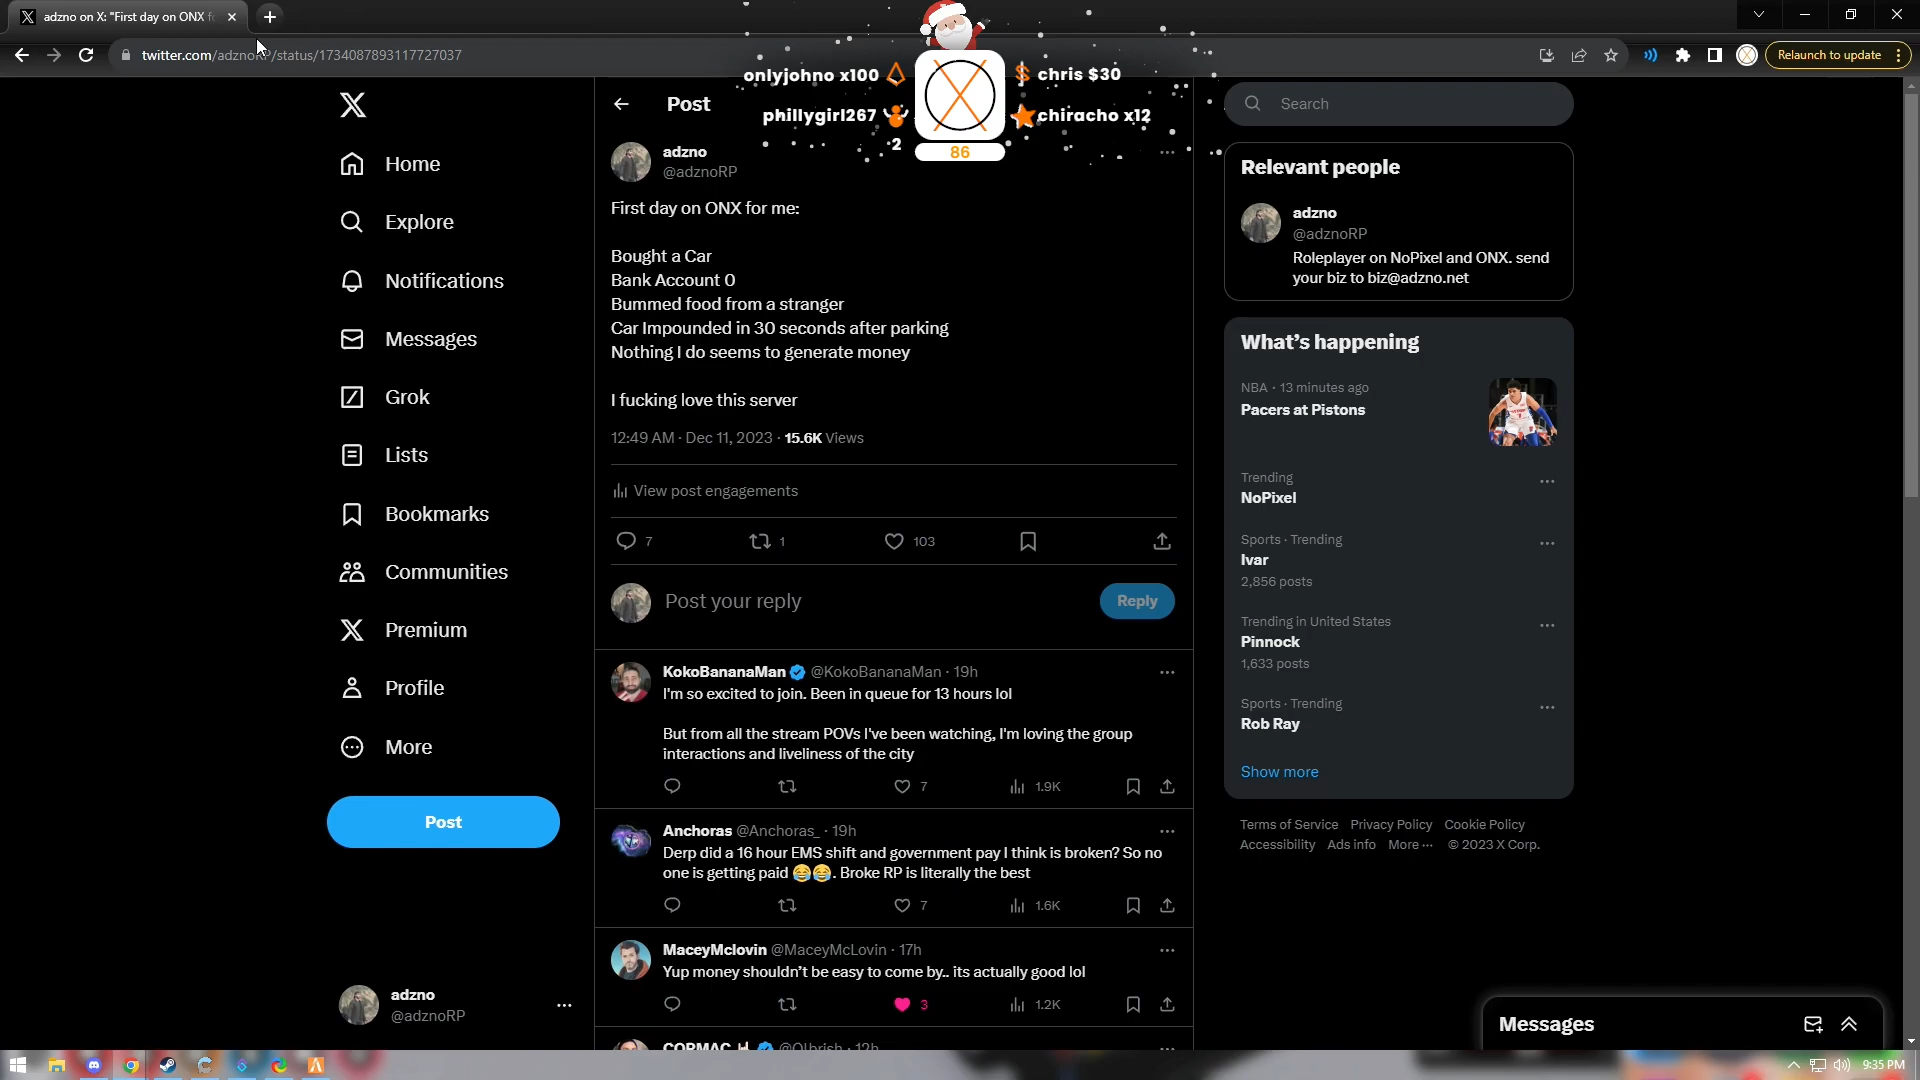 adzno on X: "First day on ONX f
twitter.com/adznoRP/status/1734087893117727037
Relaunch to update
onlyjohno x100
chris $30
phillygirl267
2
chiracho x12
86
Home
Explore
Notifications
Messages
Grok
Lists
Bookmarks
Communities
Premium
Profile
More
Post
adzno
@adznoRP
Post
adzno
@adznoRP
First day on ONX for me:
Bought a Car
Bank Account 0
Bummed food from a stranger
Car Impounded in 30 seconds after parking
Nothing I do seems to generate money
I fucking love this server
12:49 AM · Dec 11, 2023 · 15.6K Views
View post engagements
7 1 103
Post your reply
Reply
KokoBananaMan @KokoBananaMan · 19h
I'm so excited to join. Been in queue for 13 hours lol
But from all the stream POVs I've been watching, I'm loving the group
interactions and liveliness of the city
7 1.9K
Anchoras @Anchoras_ · 19h
Derp did a 16 hour EMS shift and government pay I think is broken? So no
one is getting paid 😂😂. Broke RP is literally the best
7 1.6K
MaceyMclovin @MaceyMcLovin · 17h
Yup money shouldn't be easy to come by.. its actually good lol
3 1.2K
Search
Relevant people
adzno
@adznoRP
Roleplayer on NoPixel and ONX. send
your biz to biz@adzno.net
What's happening
NBA · 13 minutes ago
Pacers at Pistons
Trending
NoPixel
Sports · Trending
Ivar
2,856 posts
Trending in United States
Pinnock
1,633 posts
Sports · Trending
Rob Ray
Show more
Terms of Service Privacy Policy Cookie Policy
Accessibility Ads info More ··· © 2023 X Corp.
Messages
9:35 PM